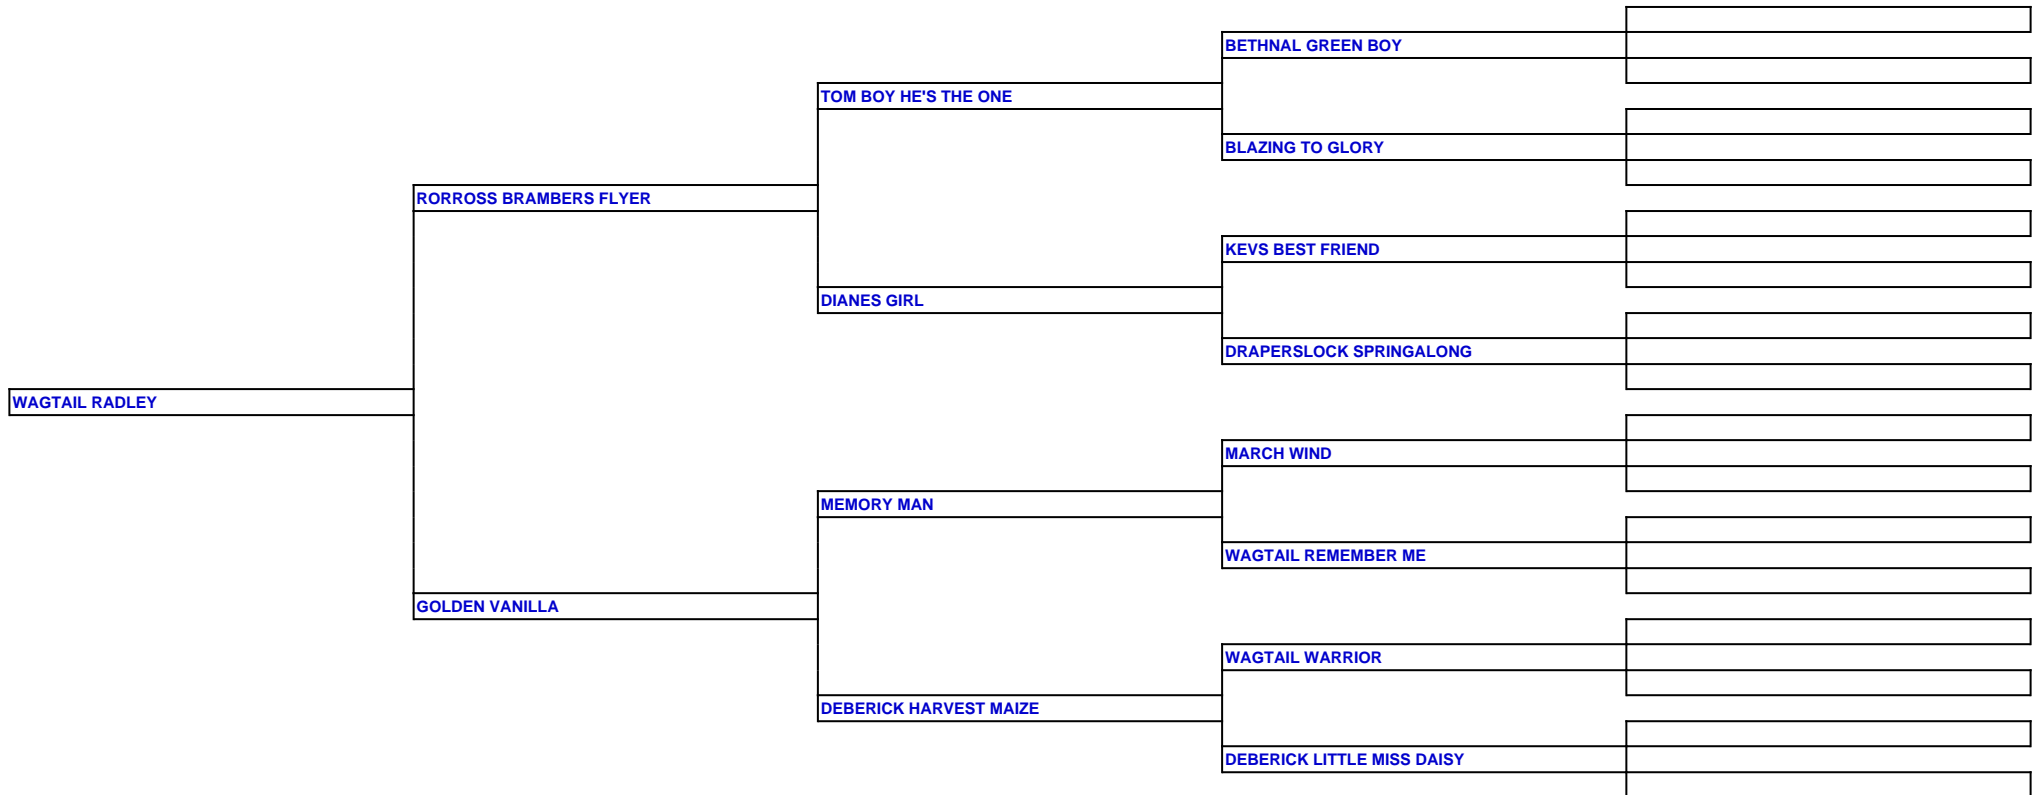 BETHNAL GREEN BOY
TOM BOY HE'S THE ONE
BLAZING TO GLORY
RORROSS BRAMBERS FLYER
KEVS BEST FRIEND
DIANES GIRL
DRAPERSLOCK SPRINGALONG
WAGTAIL RADLEY
MARCH WIND
MEMORY MAN
WAGTAIL REMEMBER ME
GOLDEN VANILLA
WAGTAIL WARRIOR
DEBERICK HARVEST MAIZE
DEBERICK LITTLE MISS DAISY